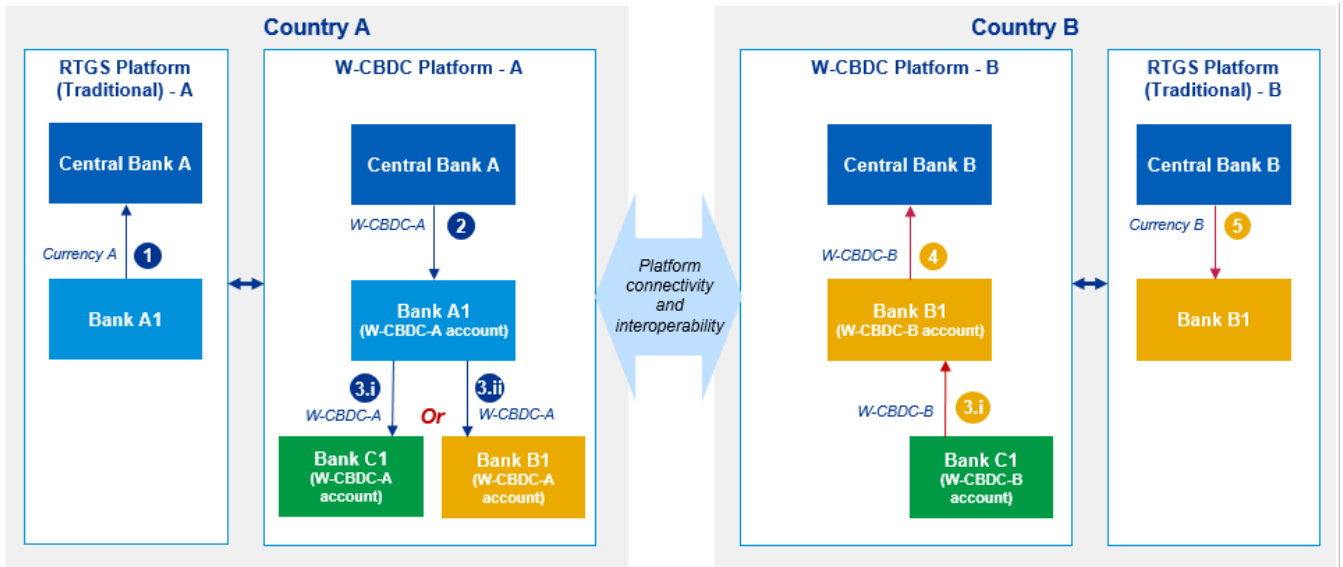 Country A
RTGS Platform
(Traditional) - A
Central Bank A
Currency A
1
Bank A1
W-CBDC Platform - A
Central Bank A
W-CBDC-A
2
Bank A1
(W-CBDC-A account)
3.i
3.ii
W-CBDC-A
Or
W-CBDC-A
Bank C1
(W-CBDC-A
account)
Bank B1
(W-CBDC-A
account)
Platform
connectivity
and
interoperability
Country B
W-CBDC Platform - B
Central Bank B
W-CBDC-B
4
Bank B1
(W-CBDC-B account)
W-CBDC-B
3.i
Bank C1
(W-CBDC-B
account)
RTGS Platform
(Traditional) - B
Central Bank B
Currency B
5
Bank B1